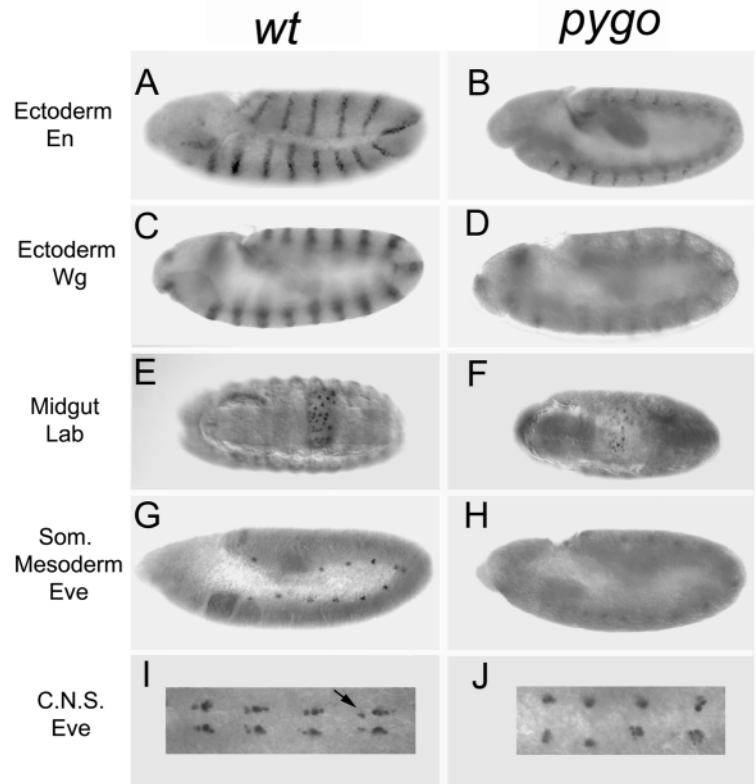 wt pygo
Ectoderm
En
A B
Ectoderm
Wg
C D
Midgut
Lab
E F
Som.
Mesoderm
Eve
G H
C.N.S.
Eve
I J